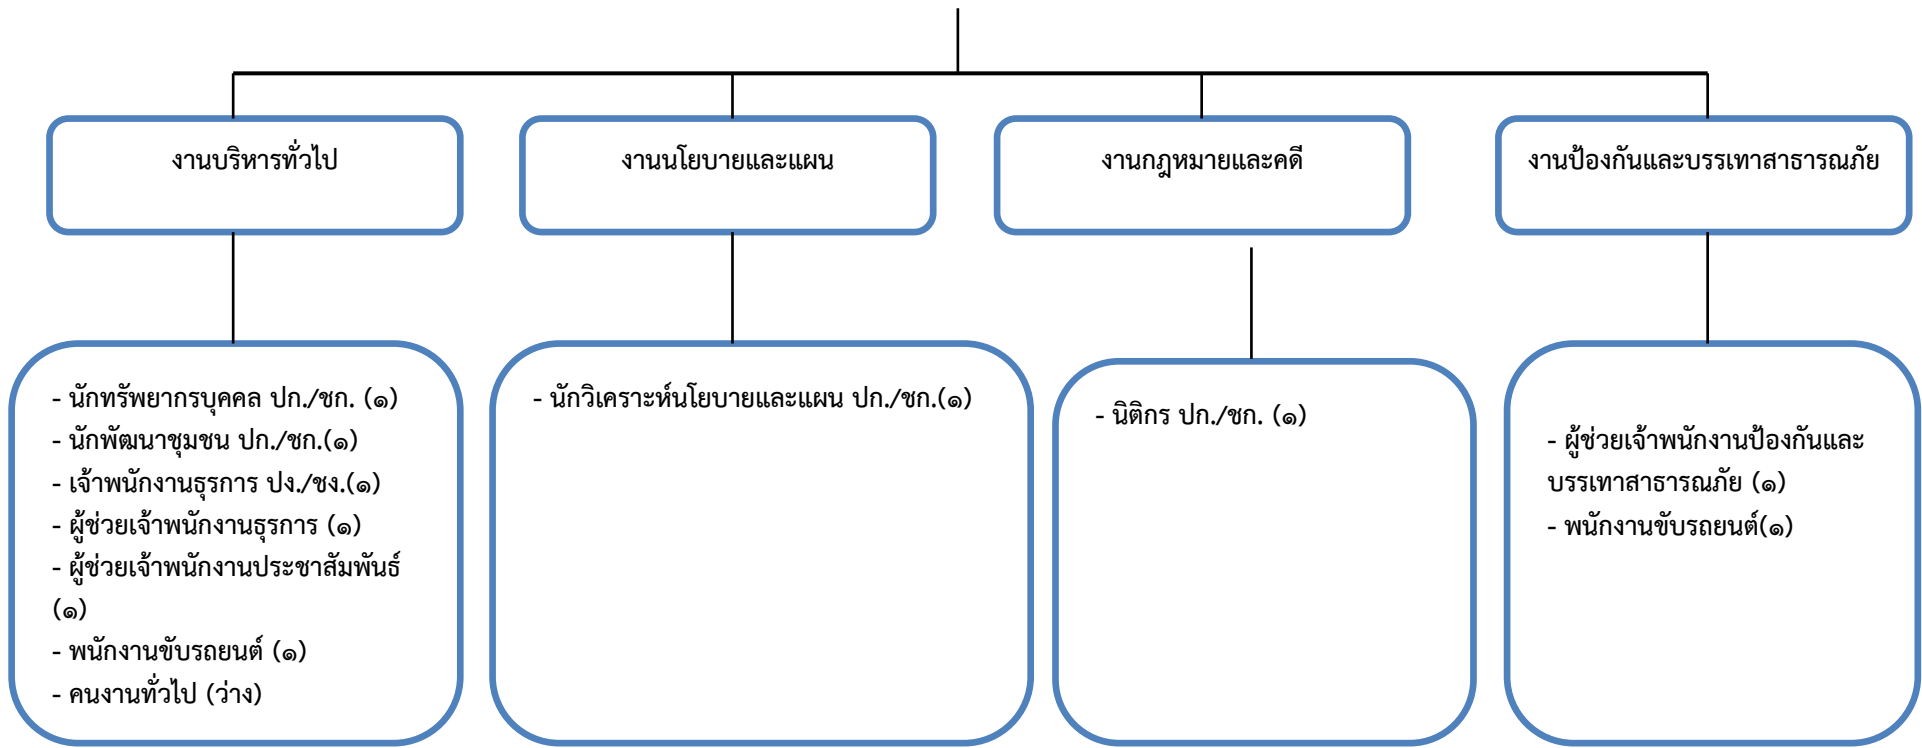 งานบริหารทั่วไป
งานนโยบายและแผน
งานกฎหมายและคดี
งานป้องกันและบรรเทาสาธารณภัย
- นักทรัพยากรบุคคล ปก./ชก. (๑)
- นักพัฒนาชุมชน ปก./ชก.(๑)
- เจ้าพนักงานธุรการ ปง./ชง.(๑)
- ผู้ช่วยเจ้าพนักงานธุรการ (๑)
- ผู้ช่วยเจ้าพนักงานประชาสัมพันธ์
(๑)
- พนักงานขับรถยนต์ (๑)
- คนงานทั่วไป (ว่าง)
- นักวิเคราะห์นโยบายและแผน ปก./ชก.(๑)
- นิติกร ปก./ชก. (๑)
- ผู้ช่วยเจ้าพนักงานป้องกันและ
บรรเทาสาธารณภัย (๑)
- พนักงานขับรถยนต์(๑)